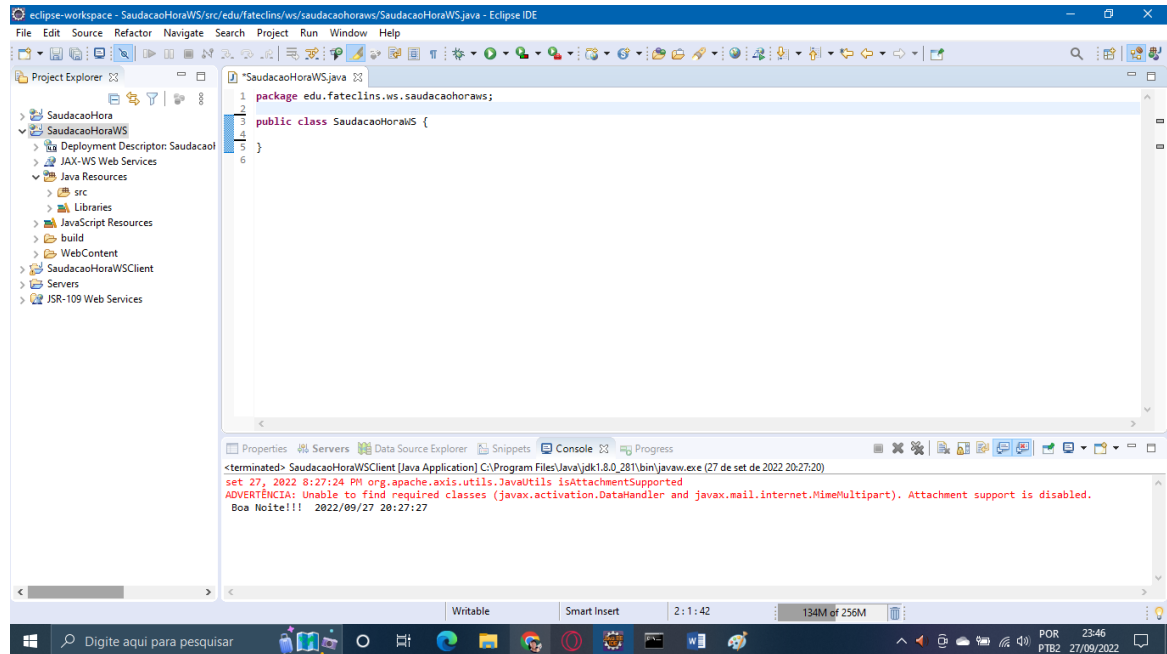 eclipse-workspace - SaudacaoHoraWS/src/edu/fateclins/ws/saudacaohoraws/SaudacaoHoraWS.java - Eclipse IDE
File Edit Source Refactor Navigate Search Project Run Window Help
Project Explorer
*SaudacaoHoraWS.java
SaudacaoHora
SaudacaoHoraWS
Deployment Descriptor: Saudacaol
JAX-WS Web Services
Java Resources
src
Libraries
JavaScript Resources
build
WebContent
SaudacaoHoraWSClient
Servers
JSR-109 Web Services
1 package edu.fateclins.ws.saudacaohoraws;
2
3 public class SaudacaoHoraWS {
4
5 }
6
Properties Servers Data Source Explorer Snippets Console Progress
<terminated> SaudacaoHoraWSClient [Java Application] C:\Program Files\Java\jdk1.8.0_281\bin\javaw.exe (27 de set de 2022 20:27:20)
set 27, 2022 8:27:24 PM org.apache.axis.utils.JavaUtils isAttachmentSupported
ADVERTÊNCIA: Unable to find required classes (javax.activation.DataHandler and javax.mail.internet.MimeMultipart). Attachment support is disabled.
Boa Noite!!! 2022/09/27 20:27:27
Writable Smart Insert 2 : 1 : 42 134M of 256M
Digite aqui para pesquisar
POR 23:46
PTB2 27/09/2022